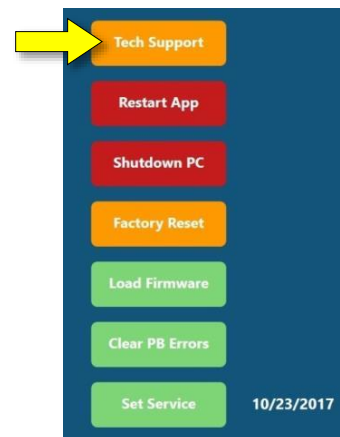 Tech Support
Restart App
Shutdown PC
Factory Reset
Load Firmware
Clear PB Errors
Set Service 10/23/2017